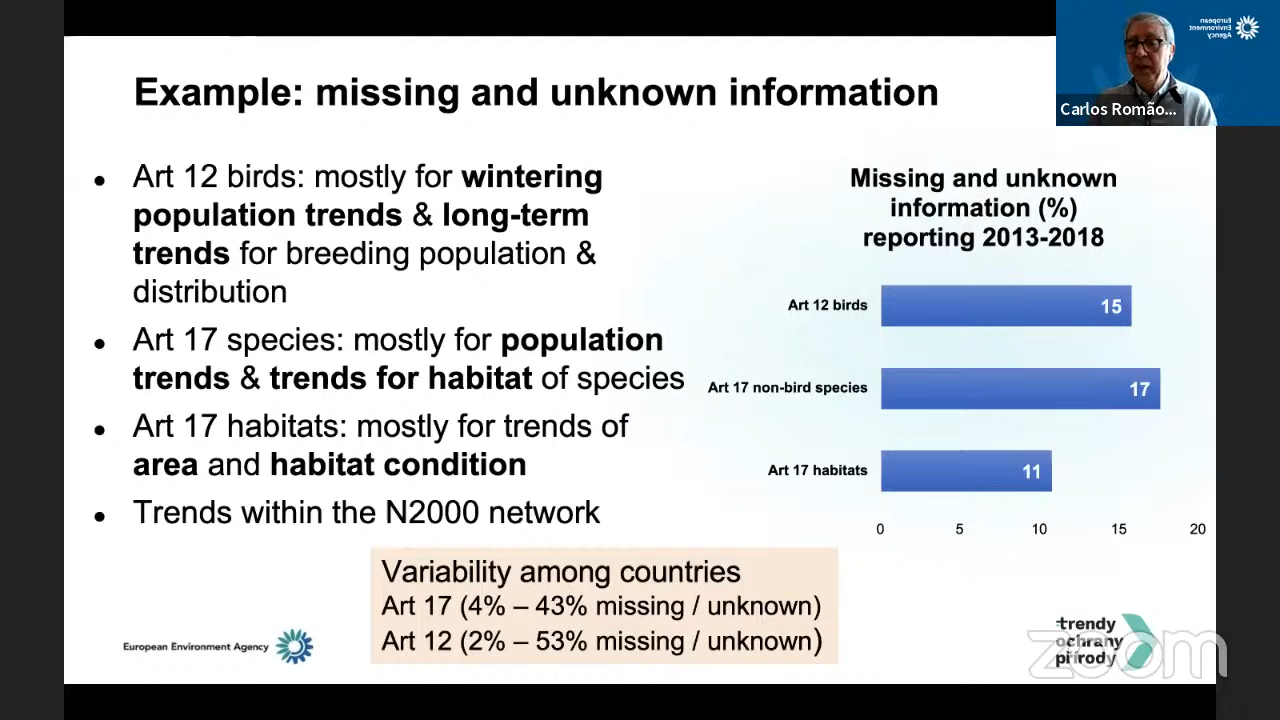 Example: missing and unknown information
European
Environment
Agency
Carlos Romão...
● Art 12 birds: mostly for wintering
population trends & long-term
trends for breeding population &
distribution
● Art 17 species: mostly for population
trends & trends for habitat of species
● Art 17 habitats: mostly for trends of
area and habitat condition
● Trends within the N2000 network
Missing and unknown
information (%)
reporting 2013-2018
Art 12 birds 15
Art 17 non-bird species 17
Art 17 habitats 11
0 5 10 15 20
Variability among countries
Art 17 (4% – 43% missing / unknown)
Art 12 (2% – 53% missing / unknown)
European Environment Agency
trendy
ochrany
přírody
zoom